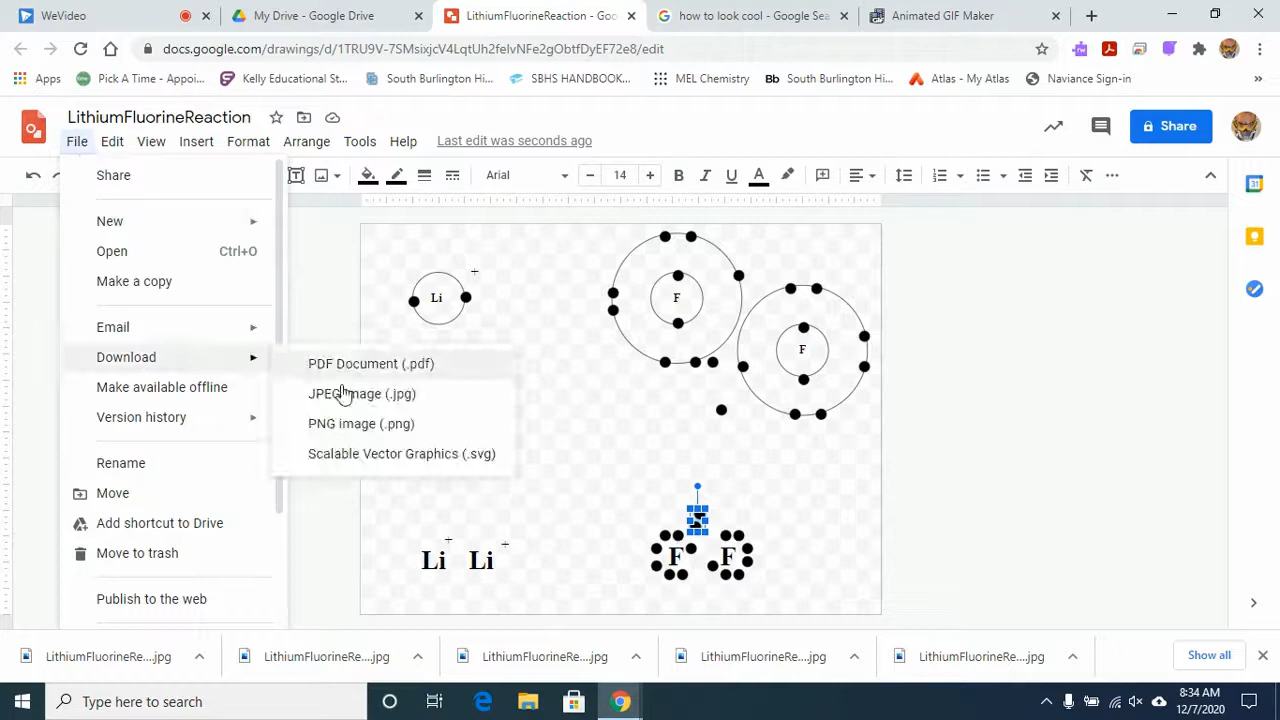 WeVideo
My Drive - Google Drive
LithiumFluorineReaction - Goo
how to look cool - Google Sea
Animated GIF Maker
docs.google.com/drawings/d/1TRU9V-7SMsixjcV4LqtUh2felvNFe2gObtfDyEF72e8/edit
Apps
Pick A Time - Appoi...
Kelly Educational St...
South Burlington Hi...
SBHS HANDBOOK...
MEL Chemistry
Bb South Burlington Hi...
Atlas - My Atlas
Naviance Sign-in
»
LithiumFluorineReaction
File Edit View Insert Format Arrange Tools Help
Last edit was seconds ago
Share
Arial
14
B I U A
Share
New
Open Ctrl+O
Make a copy
Email
Download
Make available offline
Version history
Rename
Move
Add shortcut to Drive
Move to trash
Publish to the web
PDF Document (.pdf)
JPEG image (.jpg)
PNG image (.png)
Scalable Vector Graphics (.svg)
Li +
F
F
Li + Li +
F F
31
LithiumFluorineRe....jpg
LithiumFluorineRe....jpg
LithiumFluorineRe....jpg
LithiumFluorineRe....jpg
LithiumFluorineRe....jpg
Show all
Type here to search
8:34 AM
12/7/2020